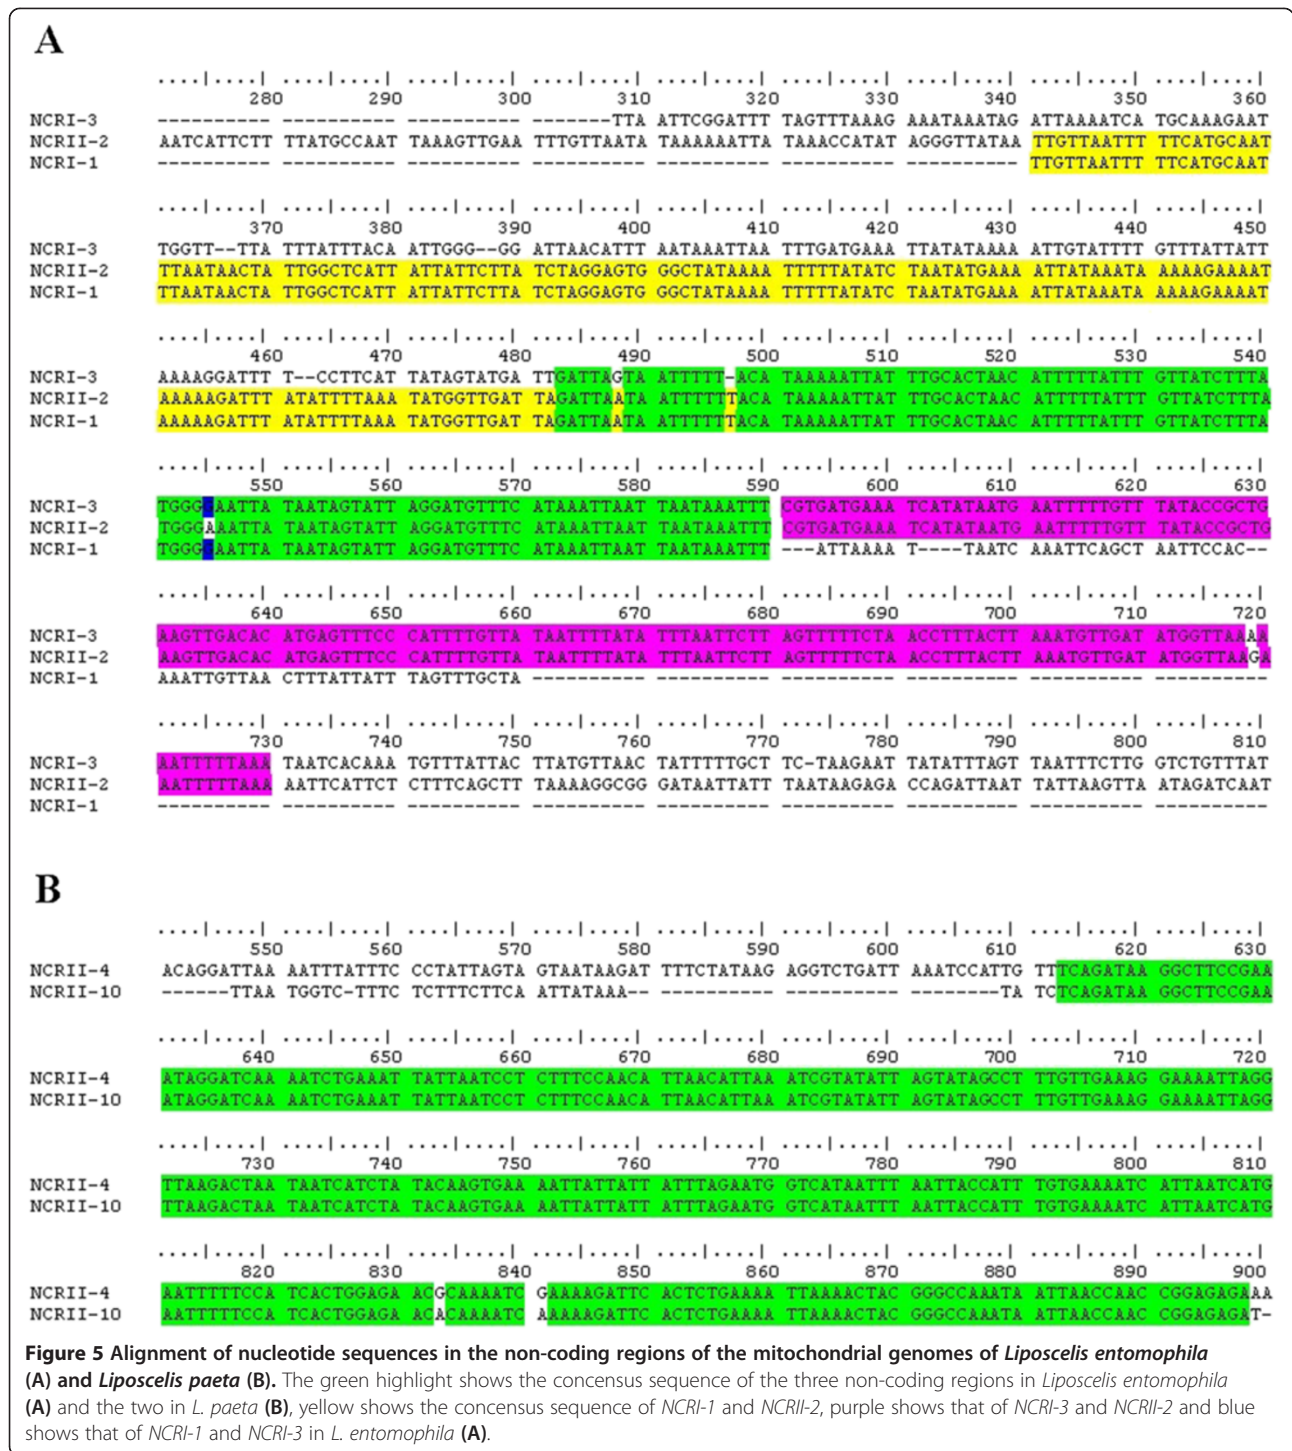 A
....|....| ....|....| ....|....| ....|....| ....|....| ....|....| ....|....| ....|....| ....|....|
280 290 300 310 320 330 340 350 360
NCRI-3 ---------- ---------- ---------- -------TTA ATTCGGATTT TAGTTTAAAG AAATAAATAG ATTAAAATCA TGCAAAGAAT
NCRII-2 AATCATTCTT TTATGCCAAT TAAAGTTGAA TTTGTTAATA TAAAAAATTA TAAACCATAT AGGGTTATAA TTGTTAATTT TTCATGCAAT
NCRI-1 ---------- ---------- ---------- ---------- ---------- ---------- ---------- TTGTTAATTT TTCATGCAAT
....|....| ....|....| ....|....| ....|....| ....|....| ....|....| ....|....| ....|....| ....|....|
370 380 390 400 410 420 430 440 450
NCRI-3 TGGTT--TTA TTTATTTACA ATTGGG--GG ATTAACATTT AATAAATTAA TTTGATGAAA TTATATAAAA ATTGTATTTT GTTTATTATT
NCRII-2 TTAATAACTA TTGGCTCATT ATTATTCTTA TCTAGGAGTG GGCTATAAAA TTTTTATATC TAATATGAAA ATTATAAATA AAAAGAAAAT
NCRI-1 TTAATAACTA TTGGCTCATT ATTATTCTTA TCTAGGAGTG GGCTATAAAA TTTTTATATC TAATATGAAA ATTATAAATA AAAAGAAAAT
....|....| ....|....| ....|....| ....|....| ....|....| ....|....| ....|....| ....|....| ....|....|
460 470 480 490 500 510 520 530 540
NCRI-3 AAAAGGATTT T--CCTTCAT TATAGTATGA TTGATTAGTA ATTTTT-ACA TAAAAATTAT TTGCACTAAC ATTTTTATTT GTTATCTTTA
NCRII-2 AAAAAGATTT ATATTTTAAA TATGGTTGAT TAGATTAATA ATTTTTTACA TAAAAATTAT TTGCACTAAC ATTTTTATTT GTTATCTTTA
NCRI-1 AAAAAGATTT ATATTTTAAA TATGGTTGAT TAGATTAATA ATTTTTTACA TAAAAATTAT TTGCACTAAC ATTTTTATTT GTTATCTTTA
....|....| ....|....| ....|....| ....|....| ....|....| ....|....| ....|....| ....|....| ....|....|
550 560 570 580 590 600 610 620 630
NCRI-3 TGGG AATTA TAATAGTATT AGGATGTTTC ATAAATTAAT TAATAAATTT CGTGATGAAA TCATATAATG AATTTTTGTT TATACCGCTG
NCRII-2 TGGGAAATTA TAATAGTATT AGGATGTTTC ATAAATTAAT TAATAAATTT CGTGATGAAA TCATATAATG AATTTTTGTT TATACCGCTG
NCRI-1 TGGG AATTA TAATAGTATT AGGATGTTTC ATAAATTAAT TAATAAATTT ---ATTAAAA T----TAATC AAATTCAGCT AATTCCAC--
....|....| ....|....| ....|....| ....|....| ....|....| ....|....| ....|....| ....|....| ....|....|
640 650 660 670 680 690 700 710 720
NCRI-3 AAGTTGACAC ATGAGTTTCC CATTTTGTTA TAATTTTATA TTTAATTCTT AGTTTTTCTA ACCTTTACTT AAATGTTGAT ATGGTTAAAA
NCRII-2 AAGTTGACAC ATGAGTTTCC CATTTTGTTA TAATTTTATA TTTAATTCTT AGTTTTTCTA ACCTTTACTT AAATGTTGAT ATGGTTAAGA
NCRI-1 AAATTGTTAA CTTTATTATT TAGTTTGCTA ---------- ---------- ---------- ---------- ---------- ----------
....|....| ....|....| ....|....| ....|....| ....|....| ....|....| ....|....| ....|....| ....|....|
730 740 750 760 770 780 790 800 810
NCRI-3 AATTTTTAAA TAATCACAAA TGTTTATTAC TTATGTTAAC TATTTTTGCT TC-TAAGAAT TATATTTAGT TAATTTCTTG GTCTGTTTAT
NCRII-2 AATTTTTAAA AATTCATTCT CTTTCAGCTT TAAAAGGCGG GATAATTATT TAATAAGAGA CCAGATTAAT TATTAAGTTA ATAGATCAAT
NCRI-1 ---------- ---------- ---------- ---------- ---------- ---------- ---------- ---------- ----------
B
....|....| ....|....| ....|....| ....|....| ....|....| ....|....| ....|....| ....|....| ....|....|
550 560 570 580 590 600 610 620 630
NCRII-4 ACAGGATTAA AATTTATTTC CCTATTAGTA GTAATAAGAT TTTCTATAAG AGGTCTGATT AAATCCATTG TTTCAGATAA GGCTTCCGAA
NCRII-10 ------TTAA TGGTC-TTTC TCTTTCTTCA ATTATAAA-- ---------- ---------- --------TA TCTCAGATAA GGCTTCCGAA
....|....| ....|....| ....|....| ....|....| ....|....| ....|....| ....|....| ....|....| ....|....|
640 650 660 670 680 690 700 710 720
NCRII-4 ATAGGATCAA AATCTGAAAT TATTAATCCT CTTTCCAACA TTAACATTAA ATCGTATATT AGTATAGCCT TTGTTGAAAG GAAAATTAGG
NCRII-10 ATAGGATCAA AATCTGAAAT TATTAATCCT CTTTCCAACA TTAACATTAA ATCGTATATT AGTATAGCCT TTGTTGAAAG GAAAATTAGG
....|....| ....|....| ....|....| ....|....| ....|....| ....|....| ....|....| ....|....| ....|....|
730 740 750 760 770 780 790 800 810
NCRII-4 TTAAGACTAA TAATCATCTA TACAAGTGAA AATTATTATT ATTTAGAATG GTCATAATTT AATTACCATT TGTGAAAATC ATTAATCATG
NCRII-10 TTAAGACTAA TAATCATCTA TACAAGTGAA AATTATTATT ATTTAGAATG GTCATAATTT AATTACCATT TGTGAAAATC ATTAATCATG
....|....| ....|....| ....|....| ....|....| ....|....| ....|....| ....|....| ....|....| ....|....|
820 830 840 850 860 870 880 890 900
NCRII-4 AATTTTTCCA TCACTGGAGA ACGCAAAATC GAAAAGATTC ACTCTGAAAA TTAAAACTAC GGGCCAAATA ATTAACCAAC CGGAGAGAAA
NCRII-10 AATTTTTCCA TCACTGGAGA ACACAAAATC AAAAAGATTC ACTCTGAAAA TTAAAACTAC GGGCCAAATA ATTAACCAAC CGGAGAGAT-
Figure 5 Alignment of nucleotide sequences in the non-coding regions of the mitochondrial genomes of Liposcelis entomophila
(A) and Liposcelis paeta (B). The green highlight shows the concensus sequence of the three non-coding regions in Liposcelis entomophila
(A) and the two in L. paeta (B), yellow shows the concensus sequence of NCRI-1 and NCRII-2, purple shows that of NCRI-3 and NCRII-2 and blue
shows that of NCRI-1 and NCRI-3 in L. entomophila (A).